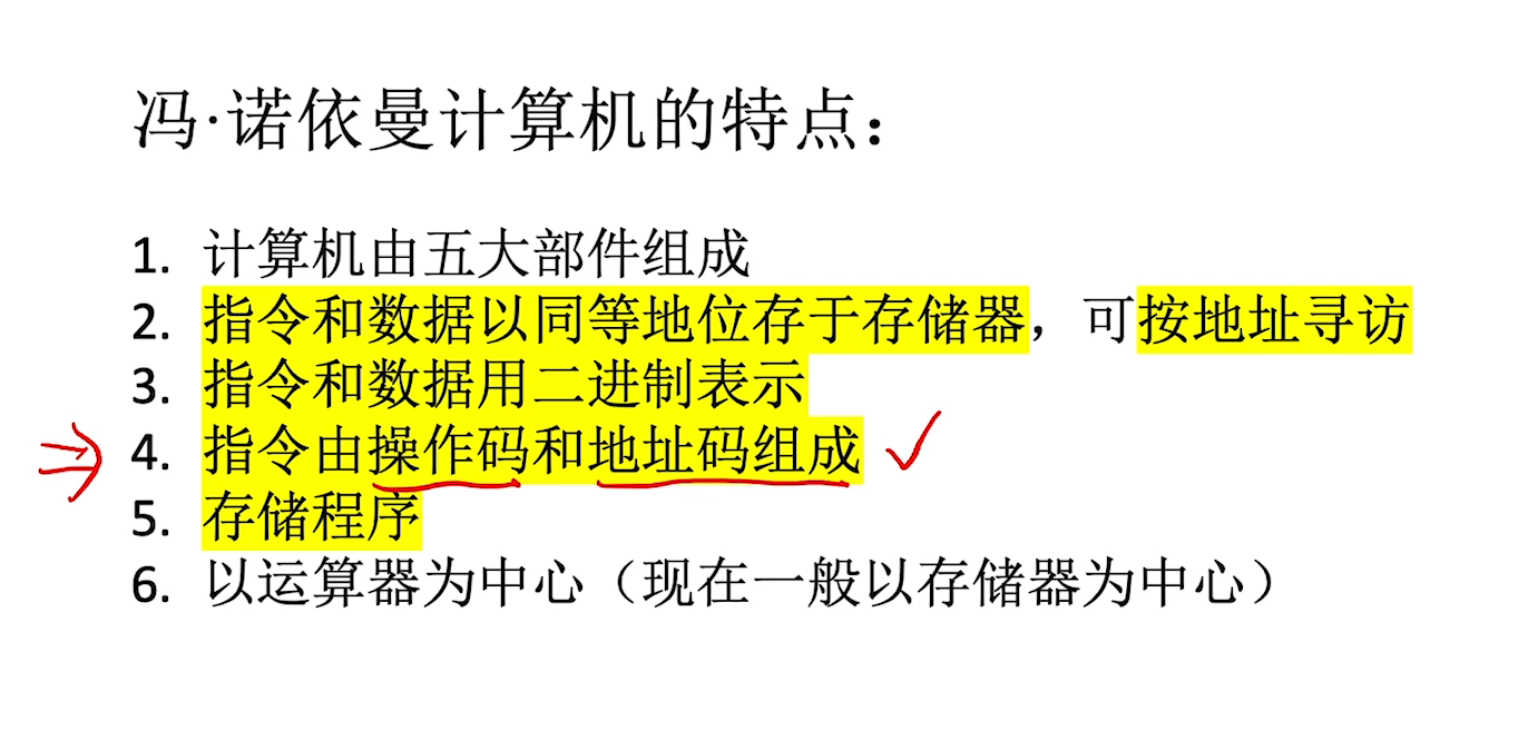 冯·诺依曼计算机的特点：
1. 计算机由五大部件组成
2. 指令和数据以同等地位存于存储器，可按地址寻访
3. 指令和数据用二进制表示
4. 指令由操作码和地址码组成
5. 存储程序
6. 以运算器为中心（现在一般以存储器为中心）